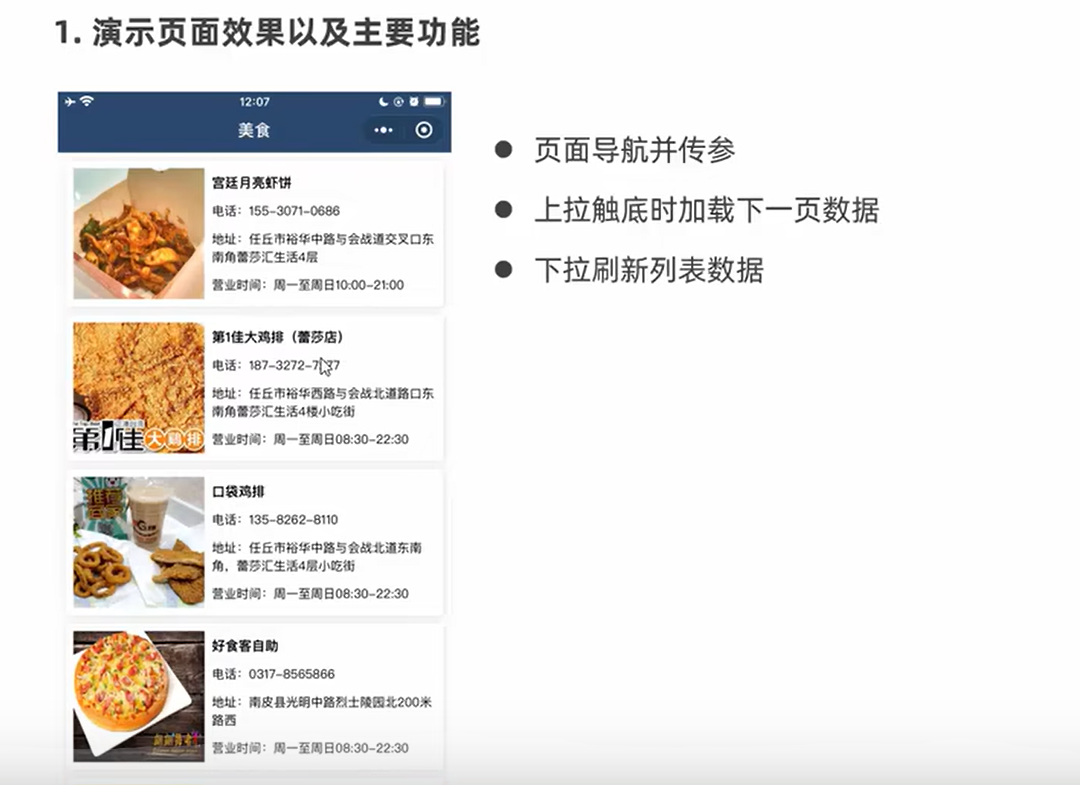 1. 演示页面效果以及主要功能
12:07
美食
宫廷月亮虾饼
电话：155-3071-0686
地址：任丘市裕华中路与会战道交叉口东
南角蕾莎汇生活4层
营业时间：周一至周日10:00-21:00
第1佳大鸡排（蕾莎店）
电话：187-3272-7
地址：任丘市裕华西路与会战北道路口东
南角蕾莎汇生活4楼小吃街
营业时间：周一至周日08:30-22:30
第1佳大鷄排
口袋鸡排
电话：135-8262-8110
地址：任丘市裕华中路与会战北道东南
角，蕾莎汇生活4层小吃街
营业时间：周一至周日08:30-22:30
好食客自助
电话：0317-8565866
地址：南皮县光明中路烈士陵园北200米
路西
营业时间：周一至周日08:30-22:30
● 页面导航并传参
● 上拉触底时加载下一页数据
● 下拉刷新列表数据